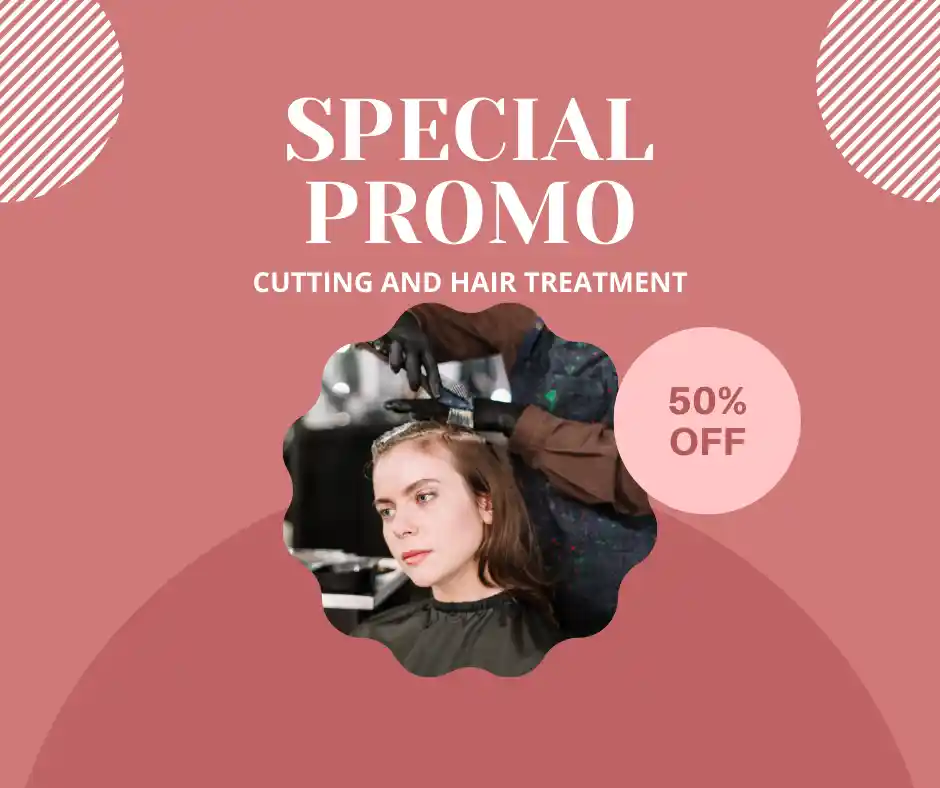 SPECIAL
PROMO
CUTTING AND HAIR TREATMENT
50%
OFF